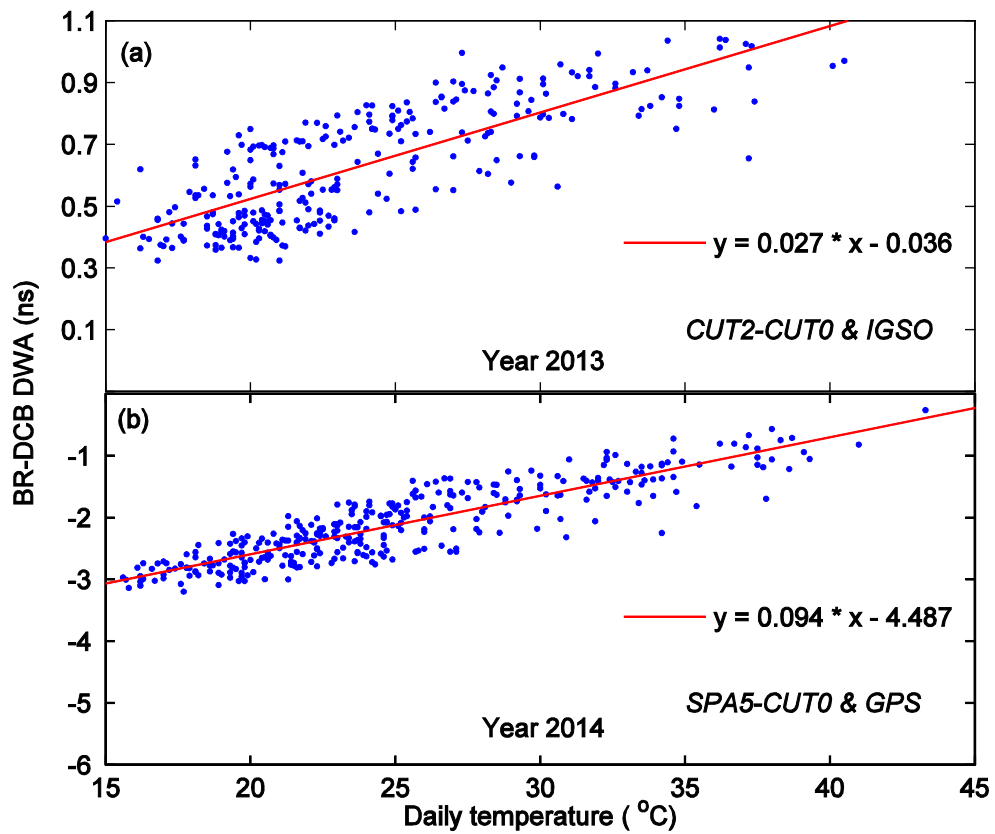 BR-DCB DWA (ns)
(a)
1.1
0.9
0.7
0.5
0.3
0.1
y = 0.027 * x - 0.036
CUT2-CUT0 & IGSO
Year 2013
(b)
-1
-2
-3
-4
-5
-6
y = 0.094 * x - 4.487
SPA5-CUT0 & GPS
Year 2014
15 20 25 30 35 40 45
Daily temperature ( °C)